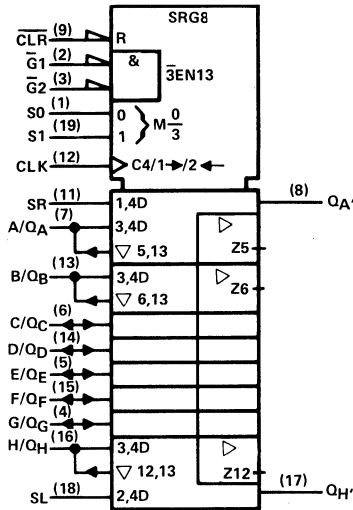 SRG8
CLR (9) R
G1 (2) &
G2 (3) 3EN13
S0 (1) 0
S1 (19) 1 } M 0/3
CLK (12) C4/1→/2←
SR (11) 1,4D (8) QA′
A/QA (7) 3,4D ▷
▽ 5,13 Z5
B/QB (13) 3,4D ▷
▽ 6,13 Z6
C/QC (6)
D/QD (14)
E/QE (5)
F/QF (15)
G/QG (4)
H/QH (16) 3,4D ▷
▽ 12,13 Z12
SL (18) 2,4D (17) QH′